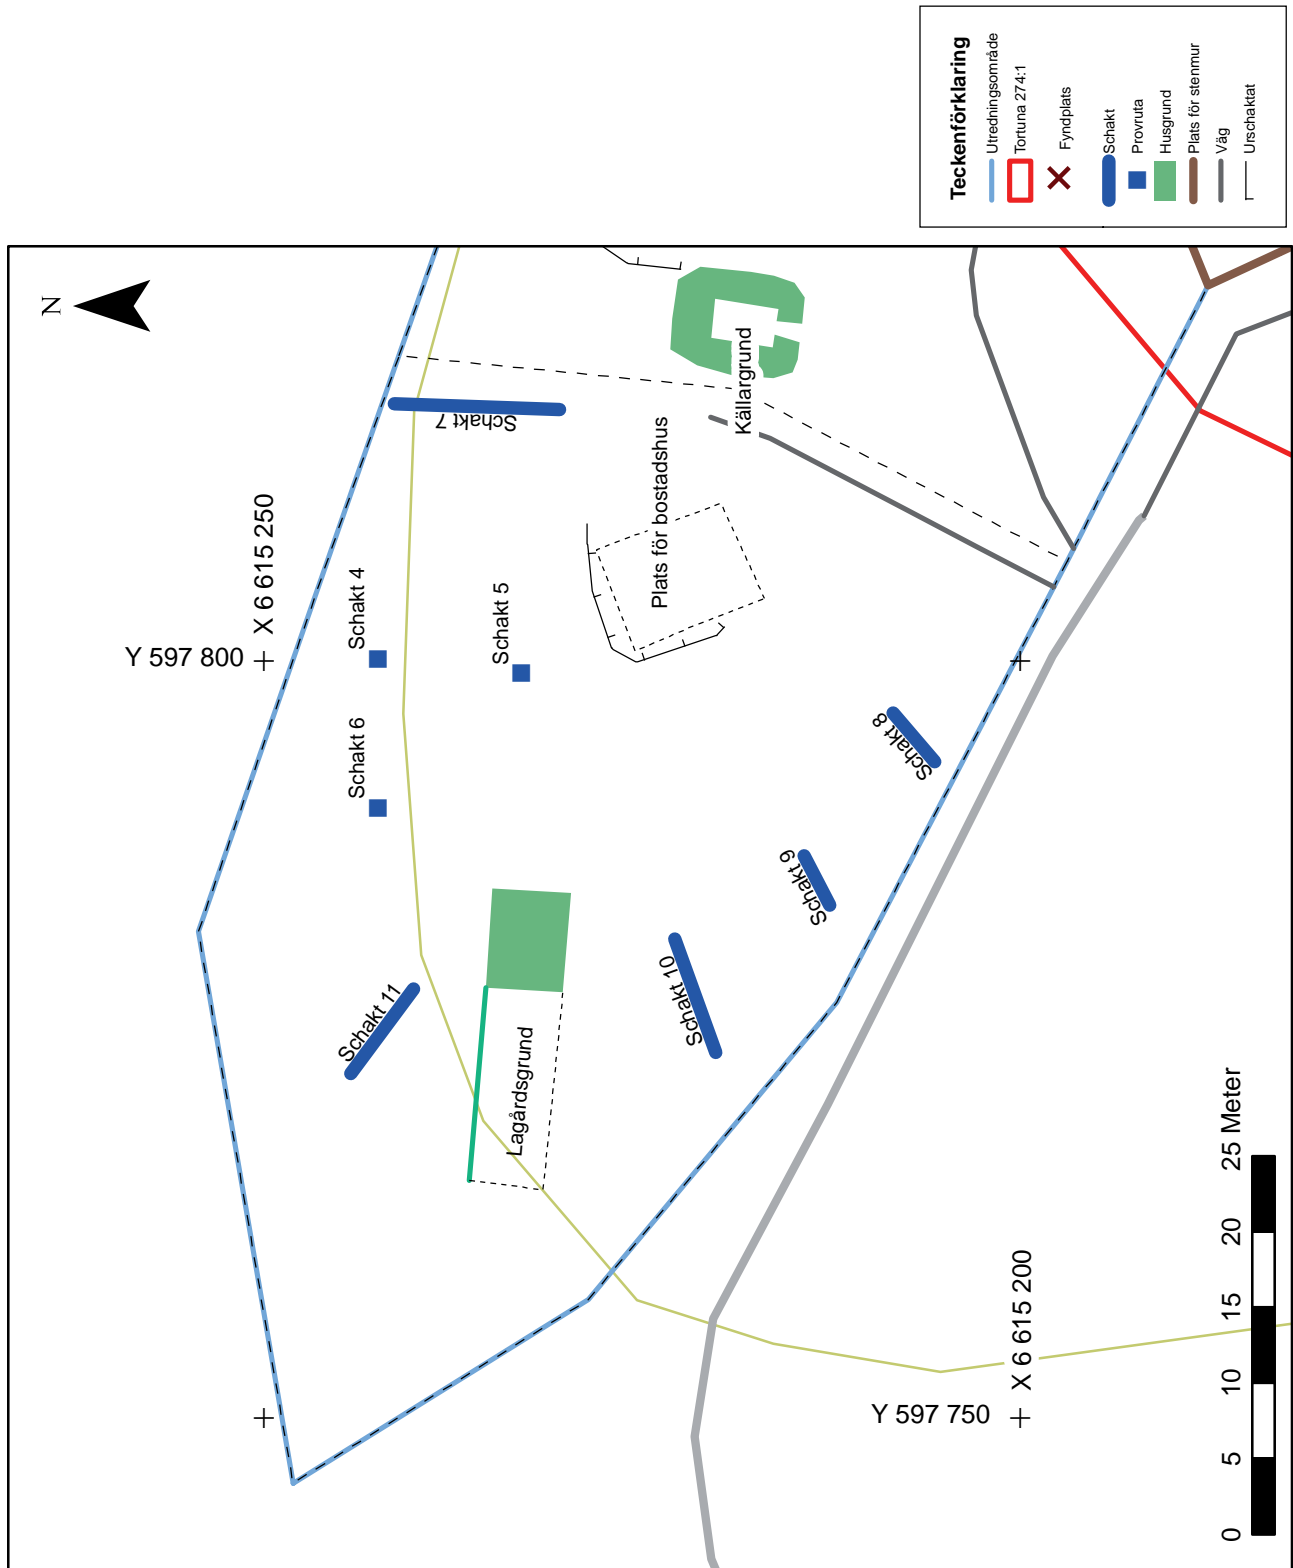 N
Y 597 800
X 6 615 250
Schakt 7
Schakt 4
Schakt 6
Schakt 5
Plats för bostadshus
Källargrund
Schakt 8
Schakt 9
Schakt 10
Schakt 11
Lagårdsgrund
Y 597 750
X 6 615 200
0 5 10 15 20 25 Meter
Teckenförklaring
Utredningsområde
Tortuna 274:1
Fyndplats
Schakt
Provruta
Husgrund
Plats för stenmur
Väg
Urschaktat